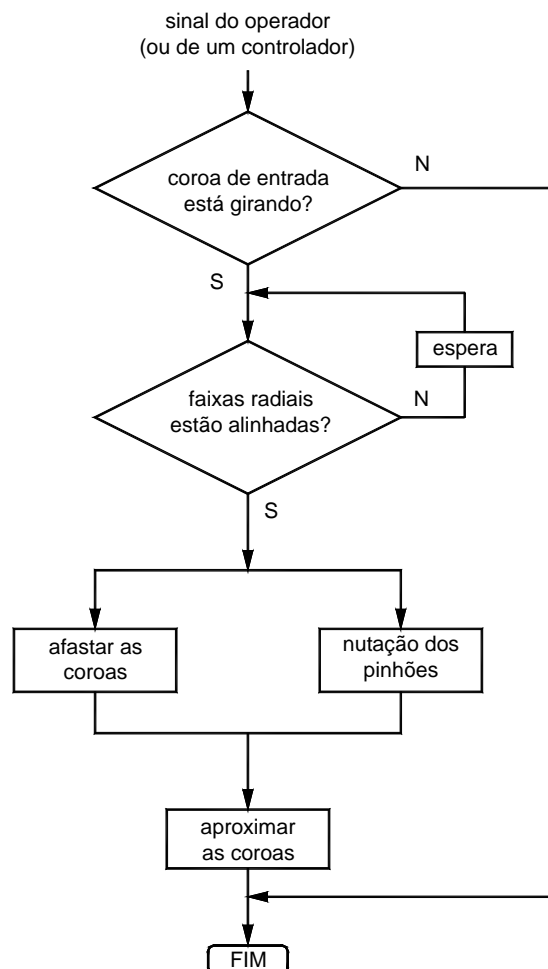 sinal do operador
(ou de um controlador)
coroa de entrada
está girando?
N
S
espera
faixas radiais
estão alinhadas?
N
S
afastar as
coroas
nutação dos
pinhões
aproximar
as coroas
FIM